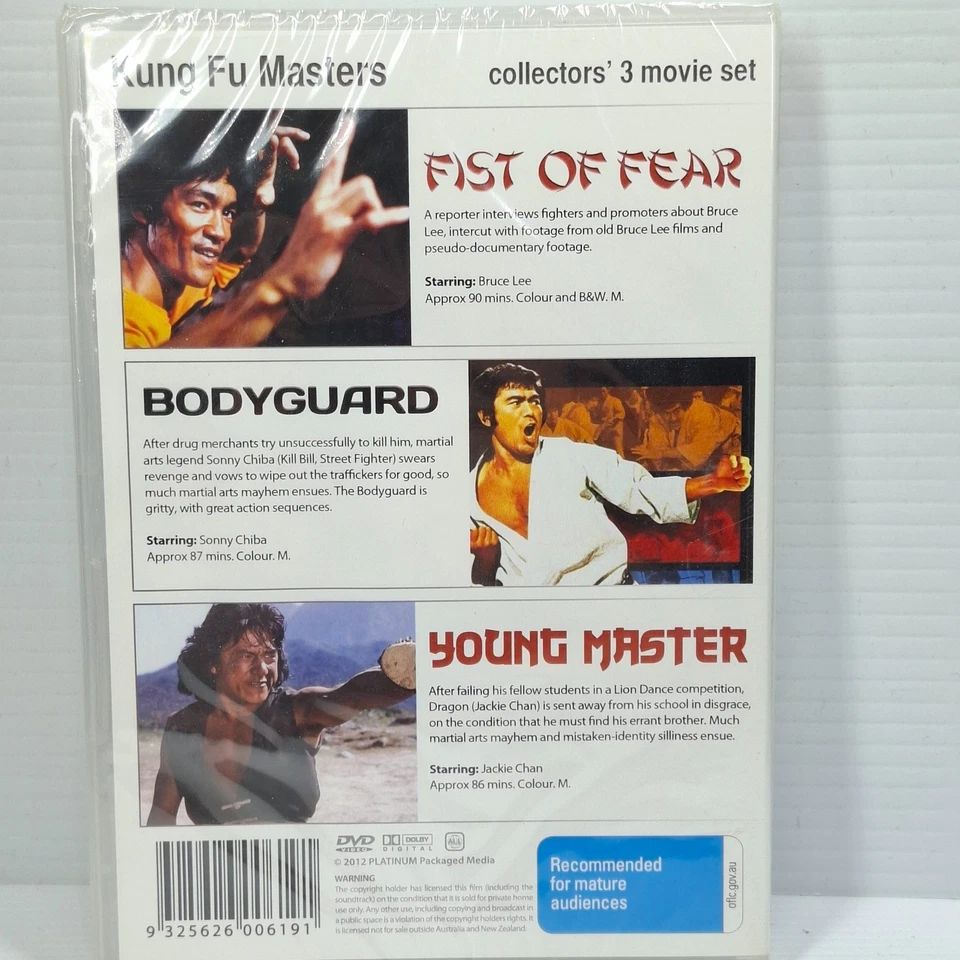 Kung Fu Masters
collectors' 3 movie set
FIST OF FEAR
A reporter interviews fighters and promoters about Bruce
Lee, intercut with footage from old Bruce Lee films and
pseudo-documentary footage.
Starring: Bruce Lee
Approx 90 mins. Colour and B&W. M.
BODYGUARD
After drug merchants try unsuccessfully to kill him, martial
arts legend Sonny Chiba (Kill Bill, Street Fighter) swears
revenge and vows to wipe out the traffickers for good, so
much martial arts mayhem ensues. The Bodyguard is
gritty, with great action sequences.
Starring: Sonny Chiba
Approx 87 mins. Colour. M.
YOUNG MASTER
After failing his fellow students in a Lion Dance competition,
Dragon (Jackie Chan) is sent away from his school in disgrace,
on the condition that he must find his errant brother. Much
martial arts mayhem and mistaken-identity silliness ensue.
Starring: Jackie Chan
Approx 86 mins. Colour. M.
9 325626 006191
DVD VIDEO
DOLBY DIGITAL
ALL
© 2012 PLATINUM Packaged Media
WARNING
The copyright holder has licensed this film (including the
soundtrack) on the condition that it is sold for private home
use only. Any other use, including copying and broadcast in
a public space is a violation of the copyright holders rights. It
is licensed not for sale outside Australia and New Zealand.
Recommended
for mature
audiences
oflc.gov.au